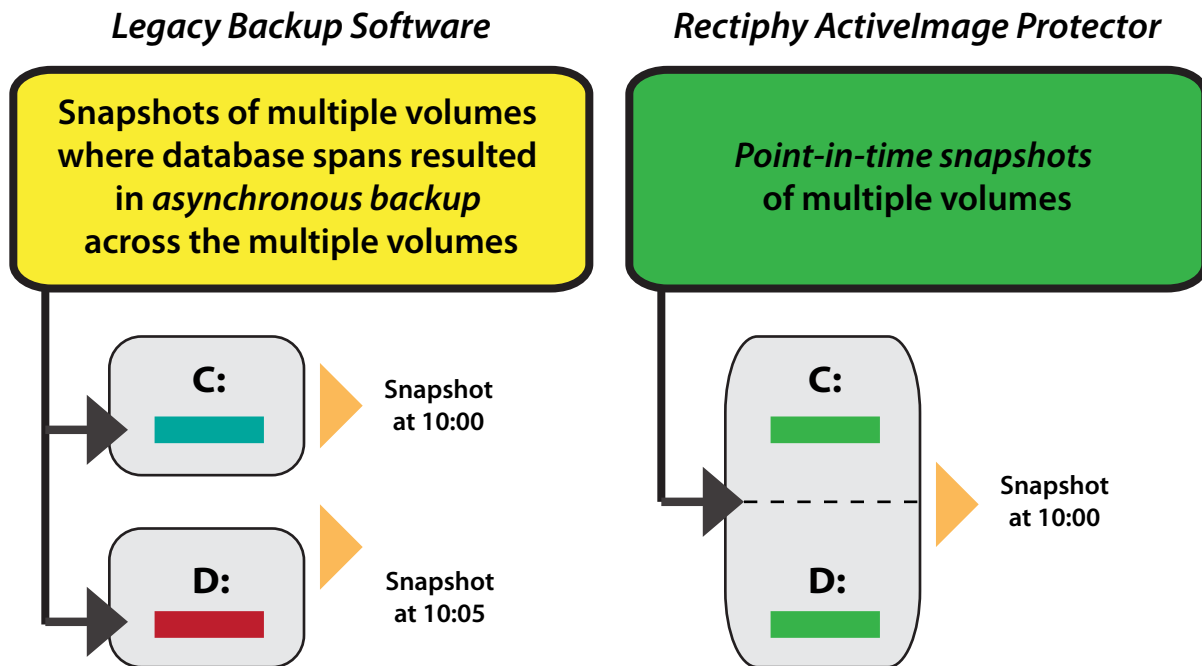 Legacy Backup Software
Snapshots of multiple volumes
where database spans resulted
in asynchronous backup
across the multiple volumes
C:
Snapshot
at 10:00
D:
Snapshot
at 10:05
Rectiphy ActiveImage Protector
Point-in-time snapshots
of multiple volumes
C:
D:
Snapshot
at 10:00